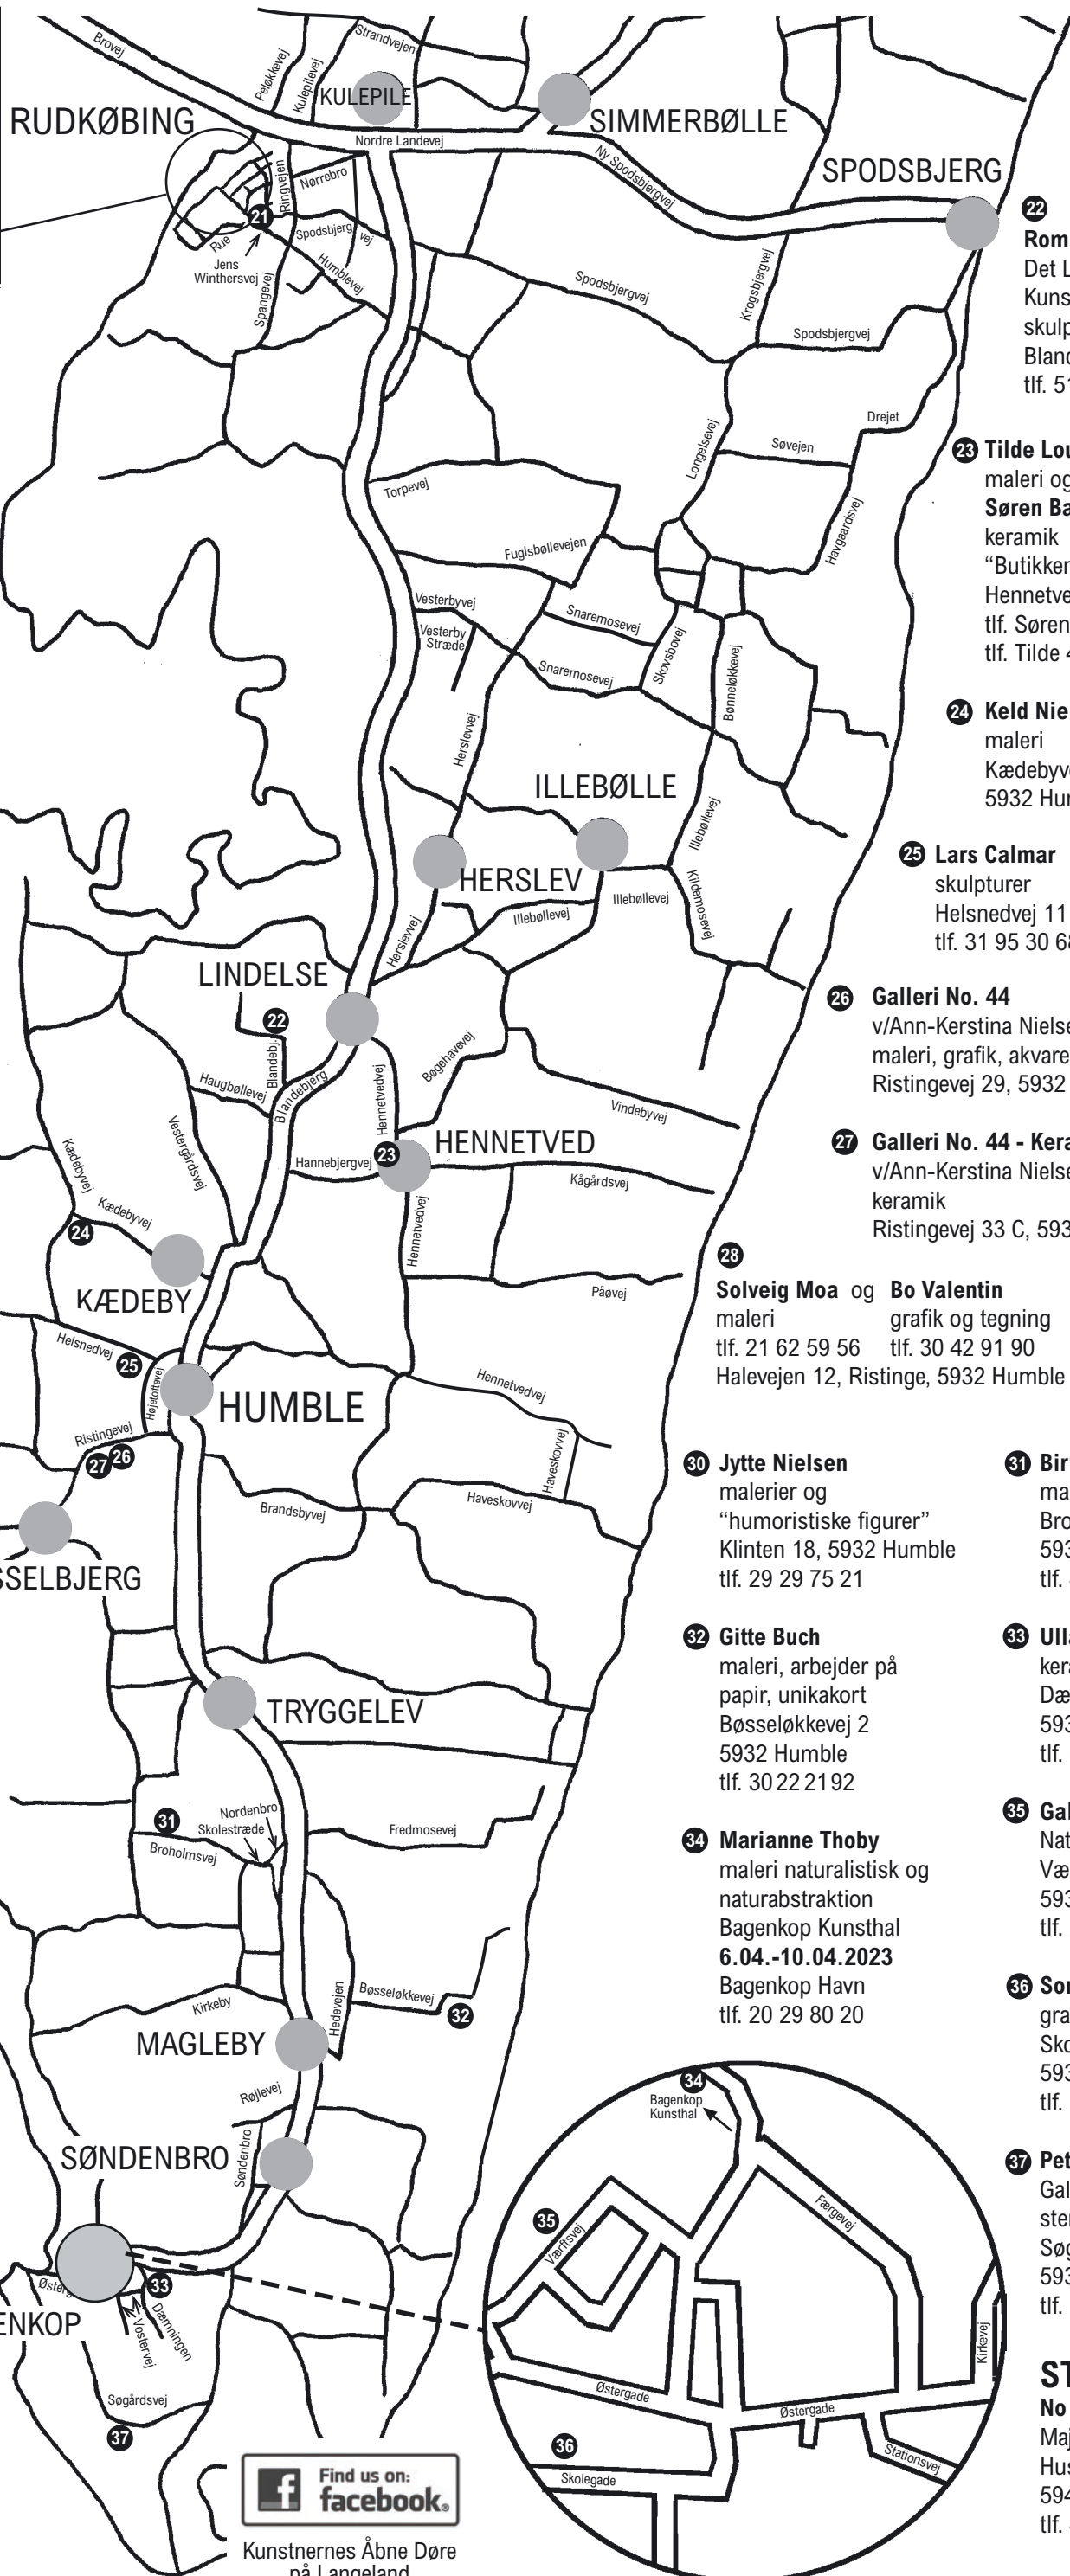 Brovej
Peløkkevej
Kulepilevej
Strandvejen
KULEPILE
RUDKØBING
SIMMERBØLLE
Nordre Landevej
Ny Spodsbjergvej
SPODSBJERG
Ringvejen
Nørrebro
21
Rue
Jens
Winthersvej
Spodsbjerg vej
Humblevej
Spangevej
Spodsbjergvej
Krogsbjergvej
Spodsbjergvej
Drejet
Longelsevej
Søvejen
Havgaardsvej
Torpevej
Fuglsbøllevejen
Vesterbyvej
Vesterby
Stræde
Snaremosevej
Snaremosevej
Skovsbovej
Bønneløkkevej
Herslevvej
ILLEBØLLE
Illebøllevej
HERSLEV
Illebøllevej
Illebøllevej
Kildemosevej
Herslevvej
LINDELSE
22
Blandebj.
Blandebjerg
Haugbøllevej
Bøgehavevej
Hennetvedvej
Vindebyvej
Vestergårdsvej
23
HENNETVED
Hannebjergvej
Kågårdsvej
Kædebyvej
Kædebyvej
24
Hennetvedvej
KÆDEBY
Påøvej
Helsnedvej
25
Højetoftevej
HUMBLE
Hennetvedvej
Ristingevej
27 26
Haveskovvej
Haveskovvej
Brandsbyvej
SSELBJERG
TRYGGELEV
31
Nordenbro
Skolestræde
Broholmsvej
Fredmosevej
Kirkeby
Hedevejen
Bøsseløkkevej
32
MAGLEBY
Røjlevej
SØNDENBRO
Søndenbro
33
Østerg
ENKOP
Vostervej
Dæmningen
Søgårdsvej
37
22
Rom
Det L
Kuns
skulp
Bland
tlf. 51
23 Tilde Lou
maleri og
Søren Ba
keramik
“Butikken
Hennetve
tlf. Søren
tlf. Tilde 4
24 Keld Nie
maleri
Kædebyve
5932 Hum
25 Lars Calmar
skulpturer
Helsnedvej 11
tlf. 31 95 30 68
26 Galleri No. 44
v/Ann-Kerstina Nielse
maleri, grafik, akvare
Ristingevej 29, 5932
27 Galleri No. 44 - Kera
v/Ann-Kerstina Nielse
keramik
Ristingevej 33 C, 593
28
Solveig Moa og Bo Valentin
maleri grafik og tegning
tlf. 21 62 59 56 tlf. 30 42 91 90
Halevejen 12, Ristinge, 5932 Humble
30 Jytte Nielsen
malerier og
“humoristiske figurer”
Klinten 18, 5932 Humble
tlf. 29 29 75 21
31 Bir
ma
Bro
593
tlf.
32 Gitte Buch
maleri, arbejder på
papir, unikakort
Bøsseløkkevej 2
5932 Humble
tlf. 30 22 21 92
33 Ulla
kera
Dæ
593
tlf.
34 Marianne Thoby
maleri naturalistisk og
naturabstraktion
Bagenkop Kunsthal
6.04.-10.04.2023
Bagenkop Havn
tlf. 20 29 80 20
35 Gal
Nat
Væ
593
tlf.
36 Sor
gra
Sko
593
tlf.
37 Pet
Gal
ster
Søg
593
tlf.
ST
No
Maj
Hus
594
tlf.
34
Bagenkop
Kunsthal
35
Værftsvej
Færgevej
Kirkevej
Østergade
Østergade
36
Skolegade
Stationsvej
Find us on:
facebook®
Kunstnernes Åbne Døre
på Langeland